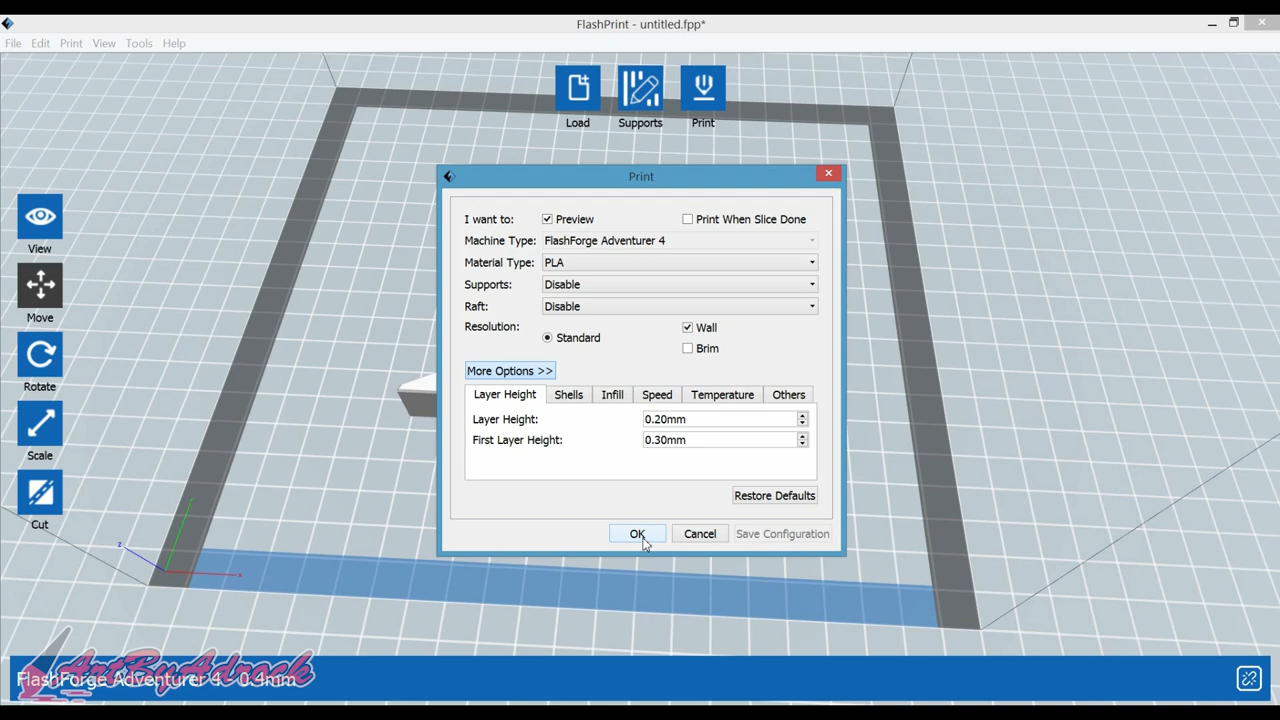 FlashPrint - untitled.fpp*
File Edit Print View Tools Help
Load Supports Print
View
Move
Rotate
Scale
Cut
Print
I want to: Preview Print When Slice Done
Machine Type: FlashForge Adventurer 4
Material Type: PLA
Supports: Disable
Raft: Disable
Resolution: Standard Wall
Brim
More Options >>
Layer Height Shells Infill Speed Temperature Others
Layer Height: 0.20mm
First Layer Height: 0.30mm
Restore Defaults
OK Cancel Save Configuration
z x
ArtByAdrock
FlashForge Adventurer 4 - 0.4mm